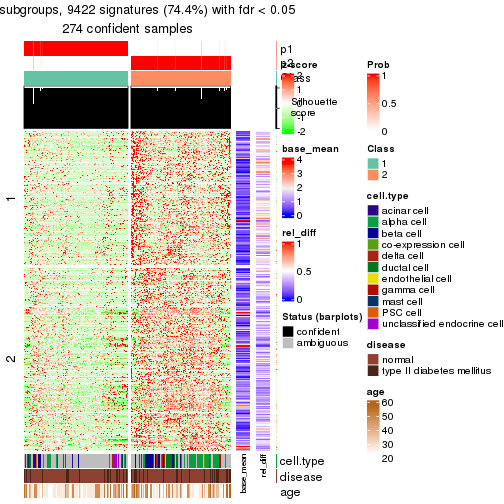 subgroups, 9422 signatures (74.4%) with fdr < 0.05
274 confident samples
p1
p2
Class
Silhouette
score
z-score
2
-1
-2
base_mean
4
3
2
1
0
rel_diff
1
0.5
0
Status (barplots)
confident
ambiguous
Prob
1
0.5
0
Class
1
2
cell.type
acinar cell
alpha cell
beta cell
co-expression cell
delta cell
ductal cell
endothelial cell
gamma cell
mast cell
PSC cell
unclassified endocrine cell
disease
normal
type II diabetes mellitus
age
60
50
40
30
20
1
2
base_mean
rel_diff
cell.type
disease
age